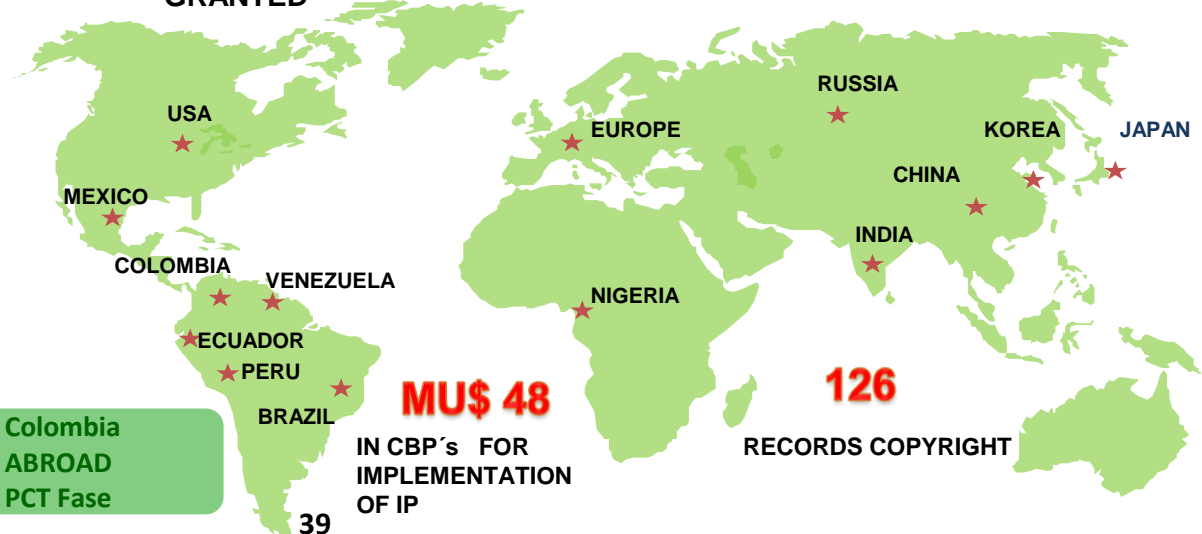 GRANTED
RUSSIA
USA
EUROPE
KOREA
JAPAN
CHINA
MEXICO
INDIA
COLOMBIA
VENEZUELA
NIGERIA
ECUADOR
PERU
BRAZIL
MU$ 48
126
IN CBP´s FOR
IMPLEMENTATION
OF IP
RECORDS COPYRIGHT
Colombia
ABROAD
PCT Fase
39